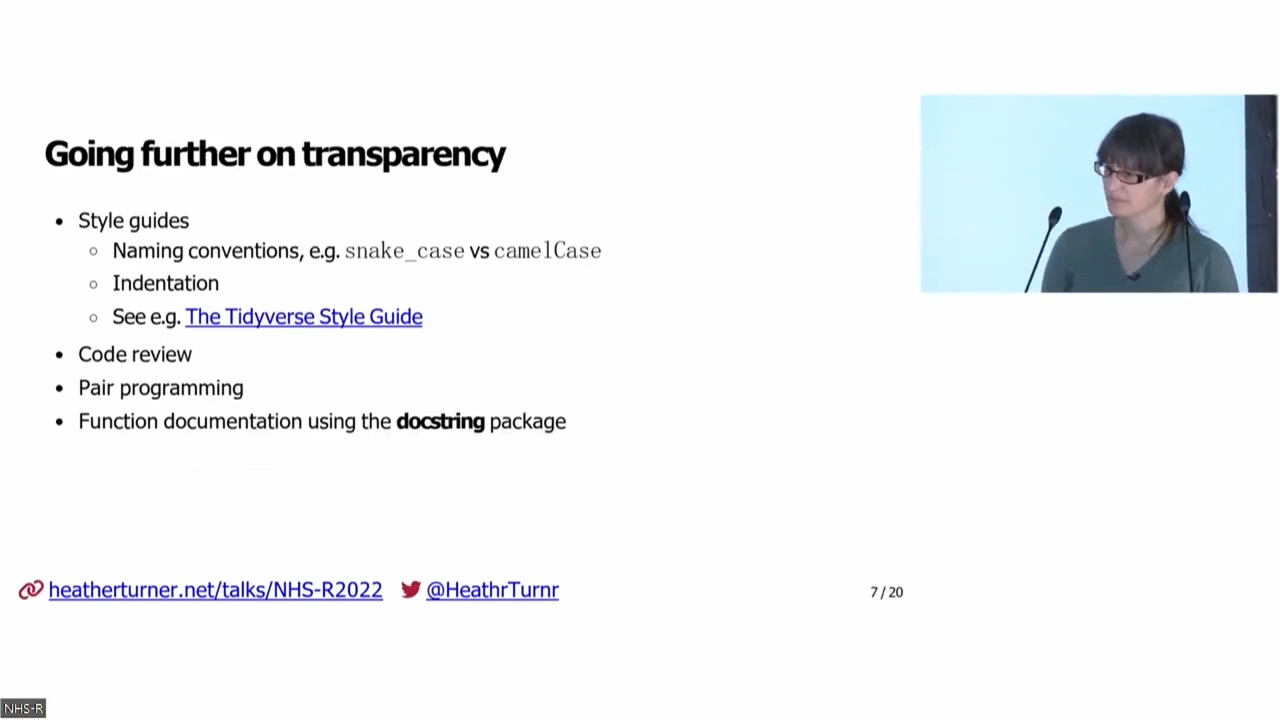 Going further on transparency
• Style guides
◦ Naming conventions, e.g. snake_case vs camelCase
◦ Indentation
◦ See e.g. The Tidyverse Style Guide
• Code review
• Pair programming
• Function documentation using the docstring package
heatherturner.net/talks/NHS-R2022 @HeathrTurnr
7 / 20
NHS-R